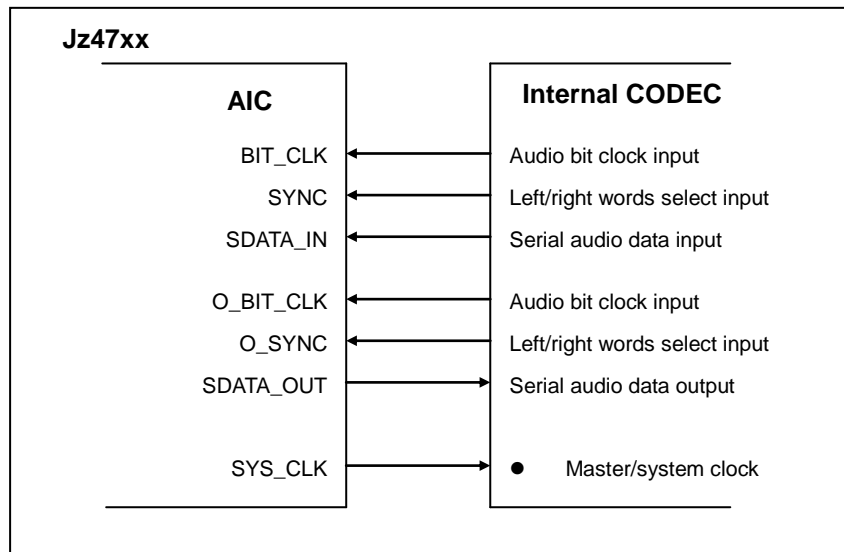 Jz47xx
AIC
Internal CODEC
BIT_CLK
Audio bit clock input
SYNC
Left/right words select input
SDATA_IN
Serial audio data input
O_BIT_CLK
Audio bit clock input
O_SYNC
Left/right words select input
SDATA_OUT
Serial audio data output
SYS_CLK
● Master/system clock